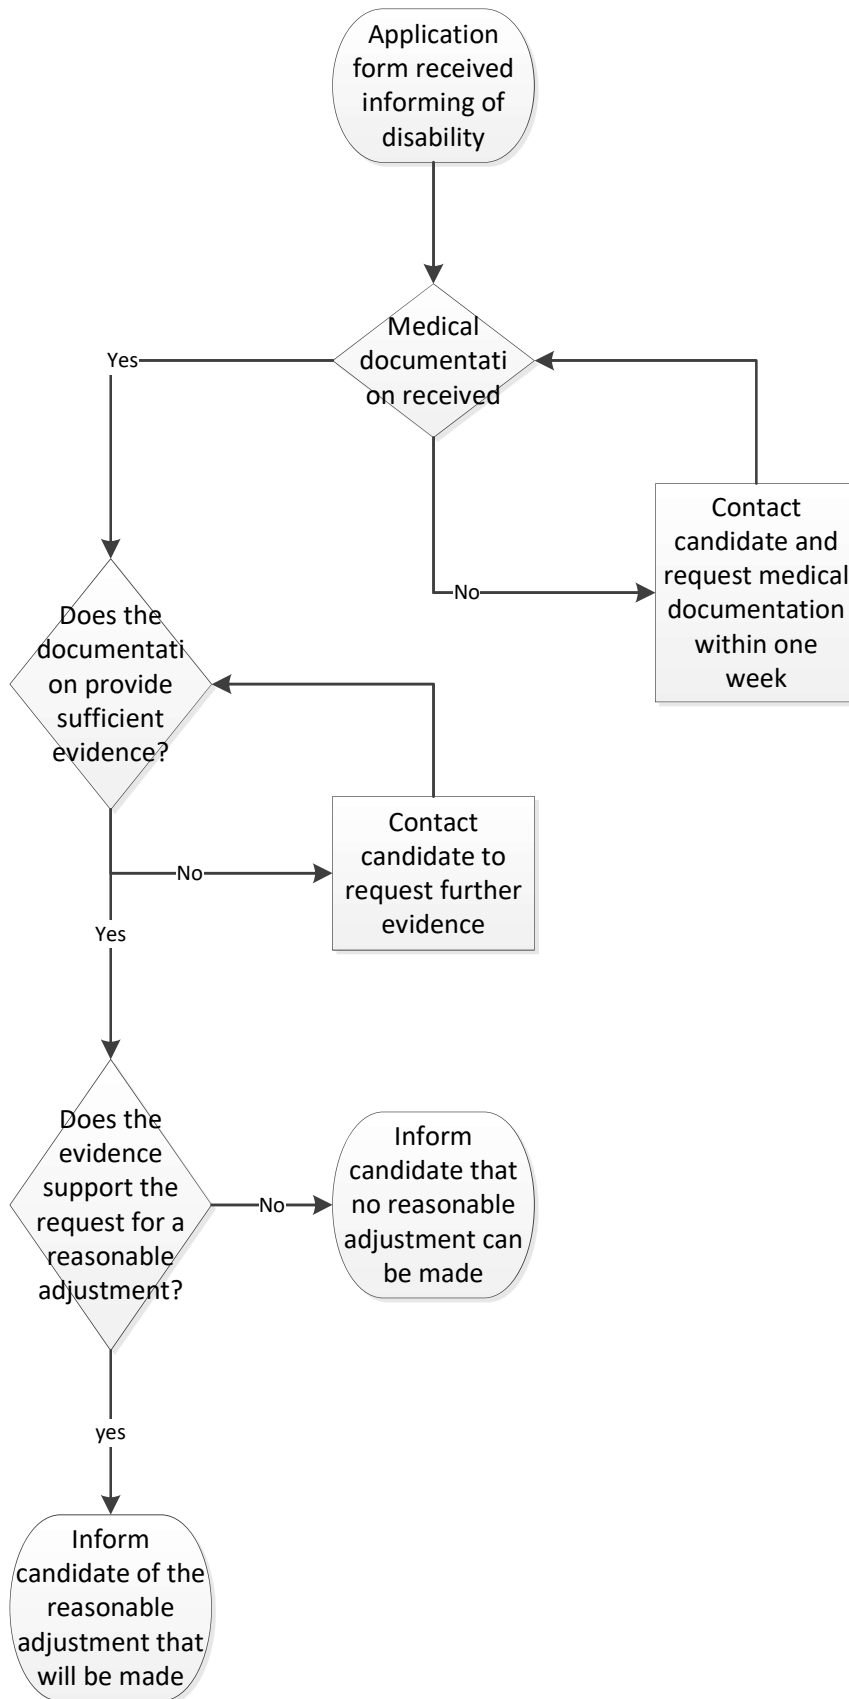 Application
form received
informing of
disability
Medical
documentati
on received
Yes
No
Contact
candidate and
request medical
documentation
within one
week
Does the
documentati
on provide
sufficient
evidence?
No
Contact
candidate to
request further
evidence
Yes
Does the
evidence
support the
request for a
reasonable
adjustment?
No
Inform
candidate that
no reasonable
adjustment can
be made
yes
Inform
candidate of the
reasonable
adjustment that
will be made